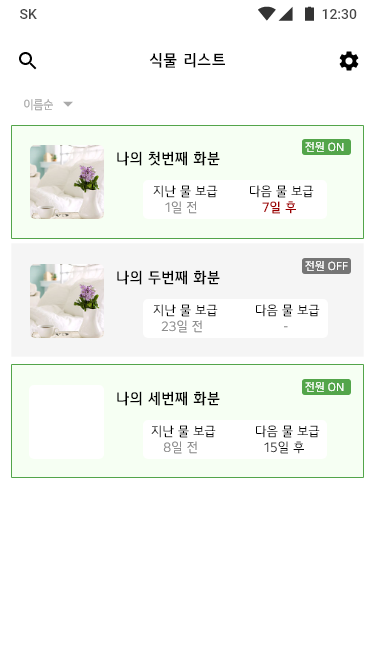 SK 12:30
식물 리스트
이름순
전원 ON
나의 첫번째 화분
지난 물 보급 다음 물 보급
1일 전 7일 후
전원 OFF
나의 두번째 화분
지난 물 보급 다음 물 보급
23일 전 -
전원 ON
나의 세번째 화분
지난 물 보급 다음 물 보급
8일 전 15일 후